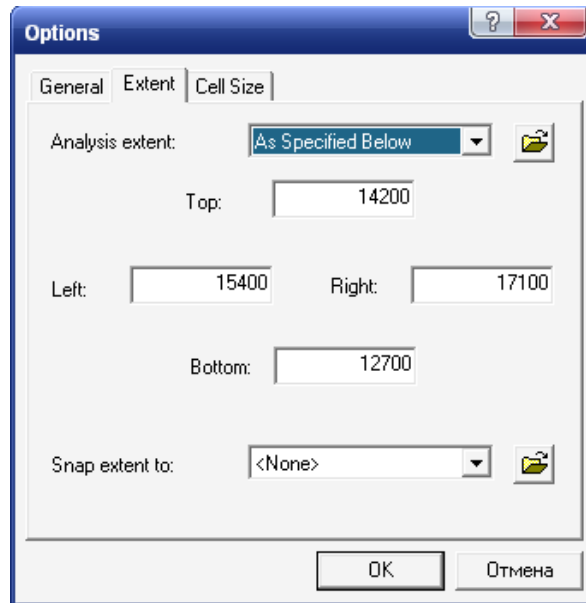 Options
General Extent Cell Size
Analysis extent: As Specified Below
Top: 14200
Left: 15400 Right: 17100
Bottom: 12700
Snap extent to: <None>
OK Отмена